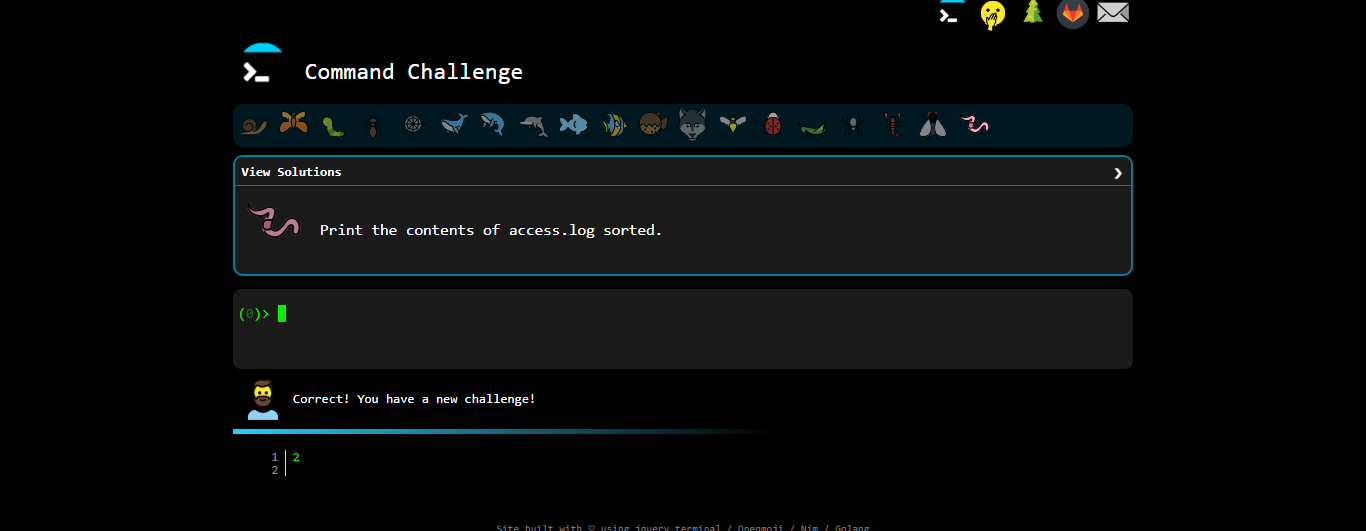 Command Challenge
View Solutions ❯
Print the contents of access.log sorted.
(0)>
Correct! You have a new challenge!
1 2
2
Site built with ♡ using jquery.terminal / Openmoji / Nim / Golang